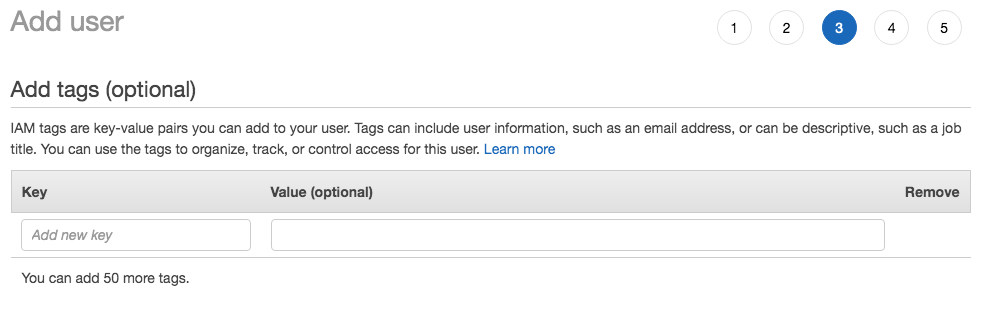 Add user
1 2 3 4 5
Add tags (optional)
IAM tags are key-value pairs you can add to your user. Tags can include user information, such as an email address, or can be descriptive, such as a job
title. You can use the tags to organize, track, or control access for this user. Learn more
Key Value (optional) Remove
Add new key
You can add 50 more tags.